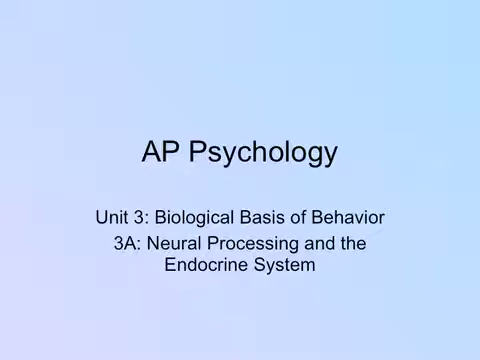 AP Psychology
Unit 3: Biological Basis of Behavior
3A: Neural Processing and the
Endocrine System